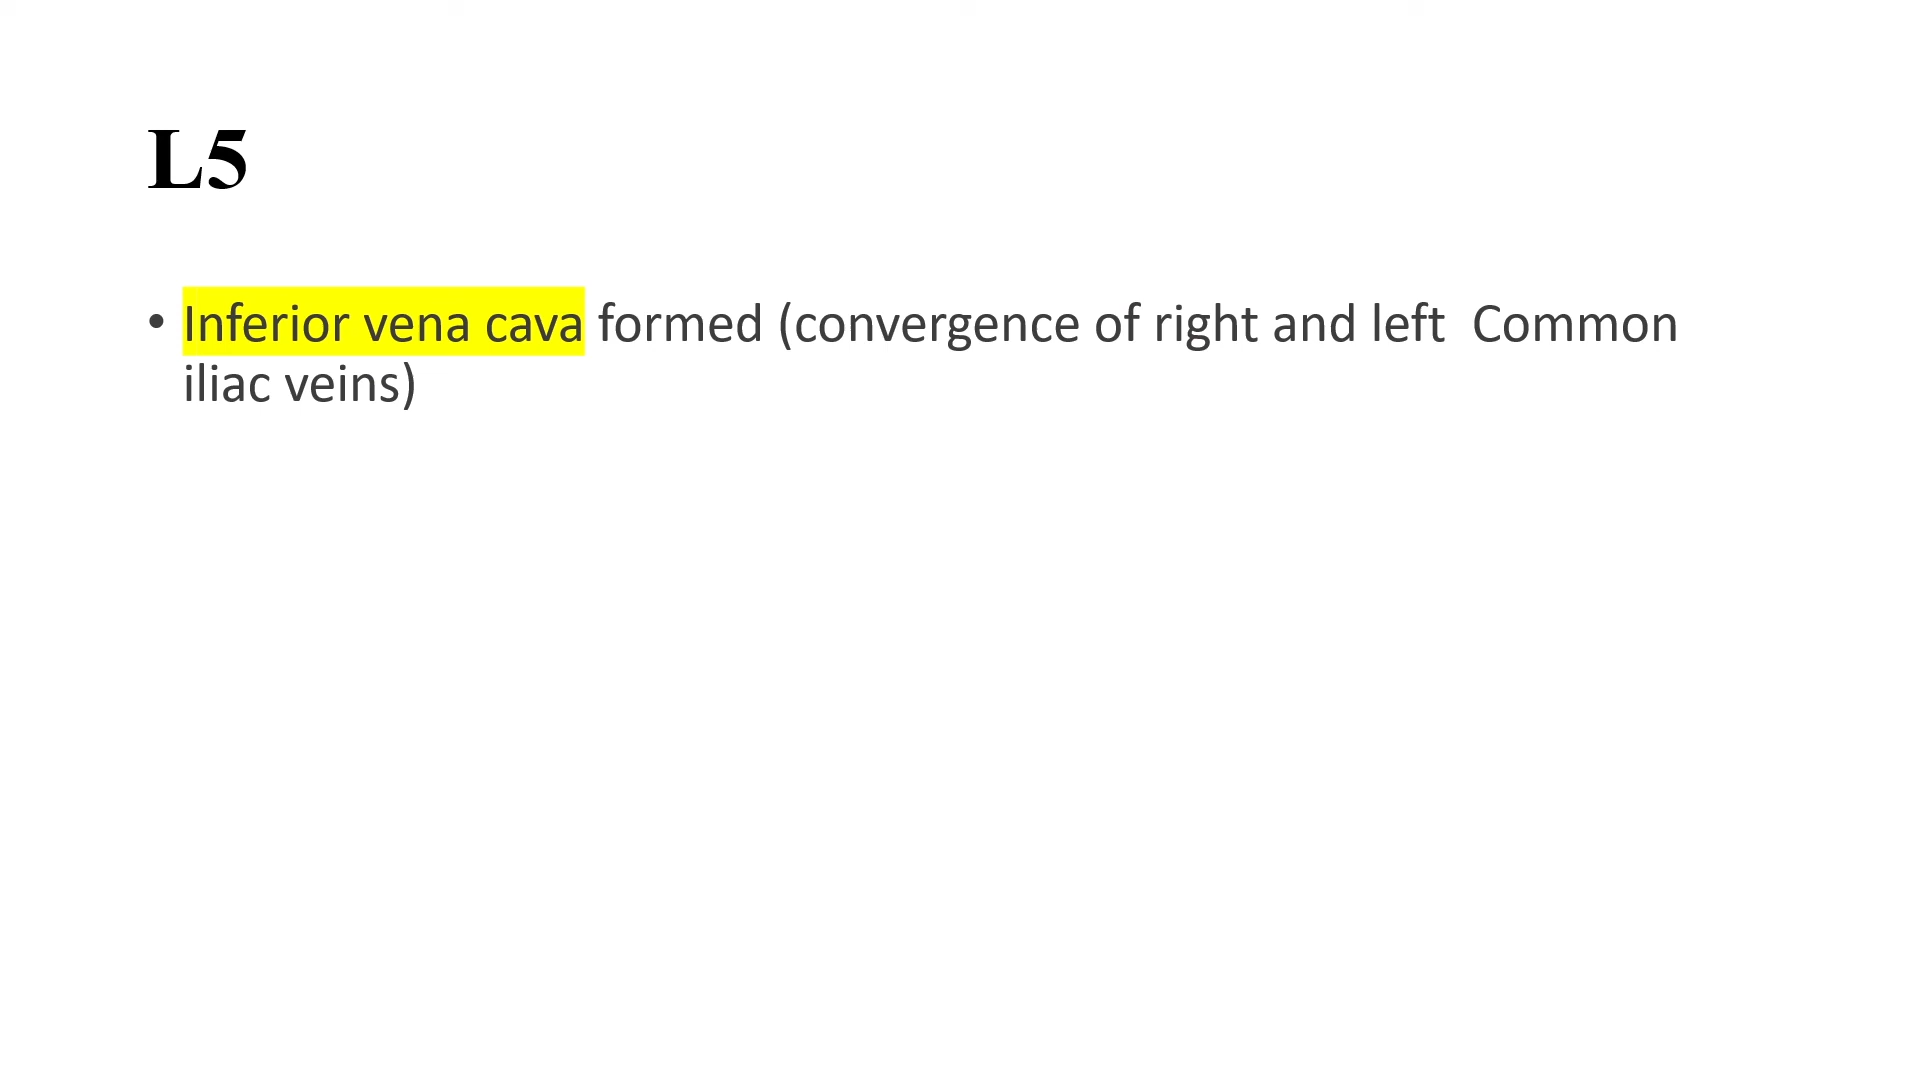 L5
• Inferior vena cava formed (convergence of right and left  Common
iliac veins)